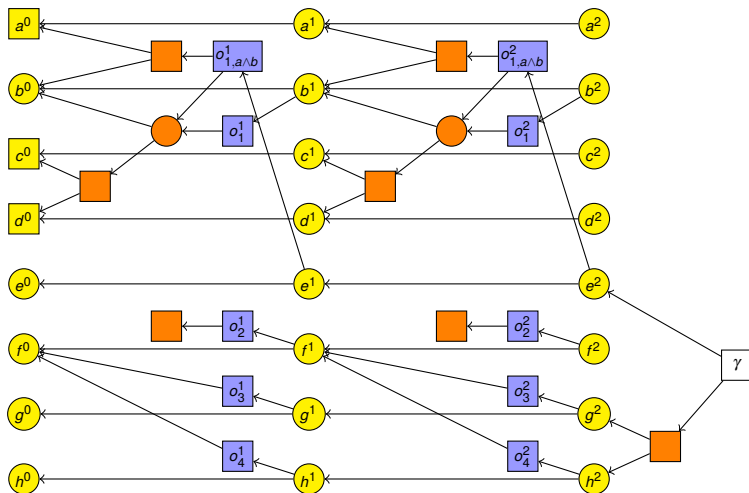 a⁰ a¹ a²
o¹₁,ₐ∧b o²₁,ₐ∧b
b⁰ b¹ b²
o¹₁ o²₁
c⁰ c¹ c²
d⁰ d¹ d²
e⁰ e¹ e²
o¹₂ o²₂
f⁰ f¹ f²
γ
o¹₃ o²₃
g⁰ g¹ g²
o¹₄ o²₄
h⁰ h¹ h²